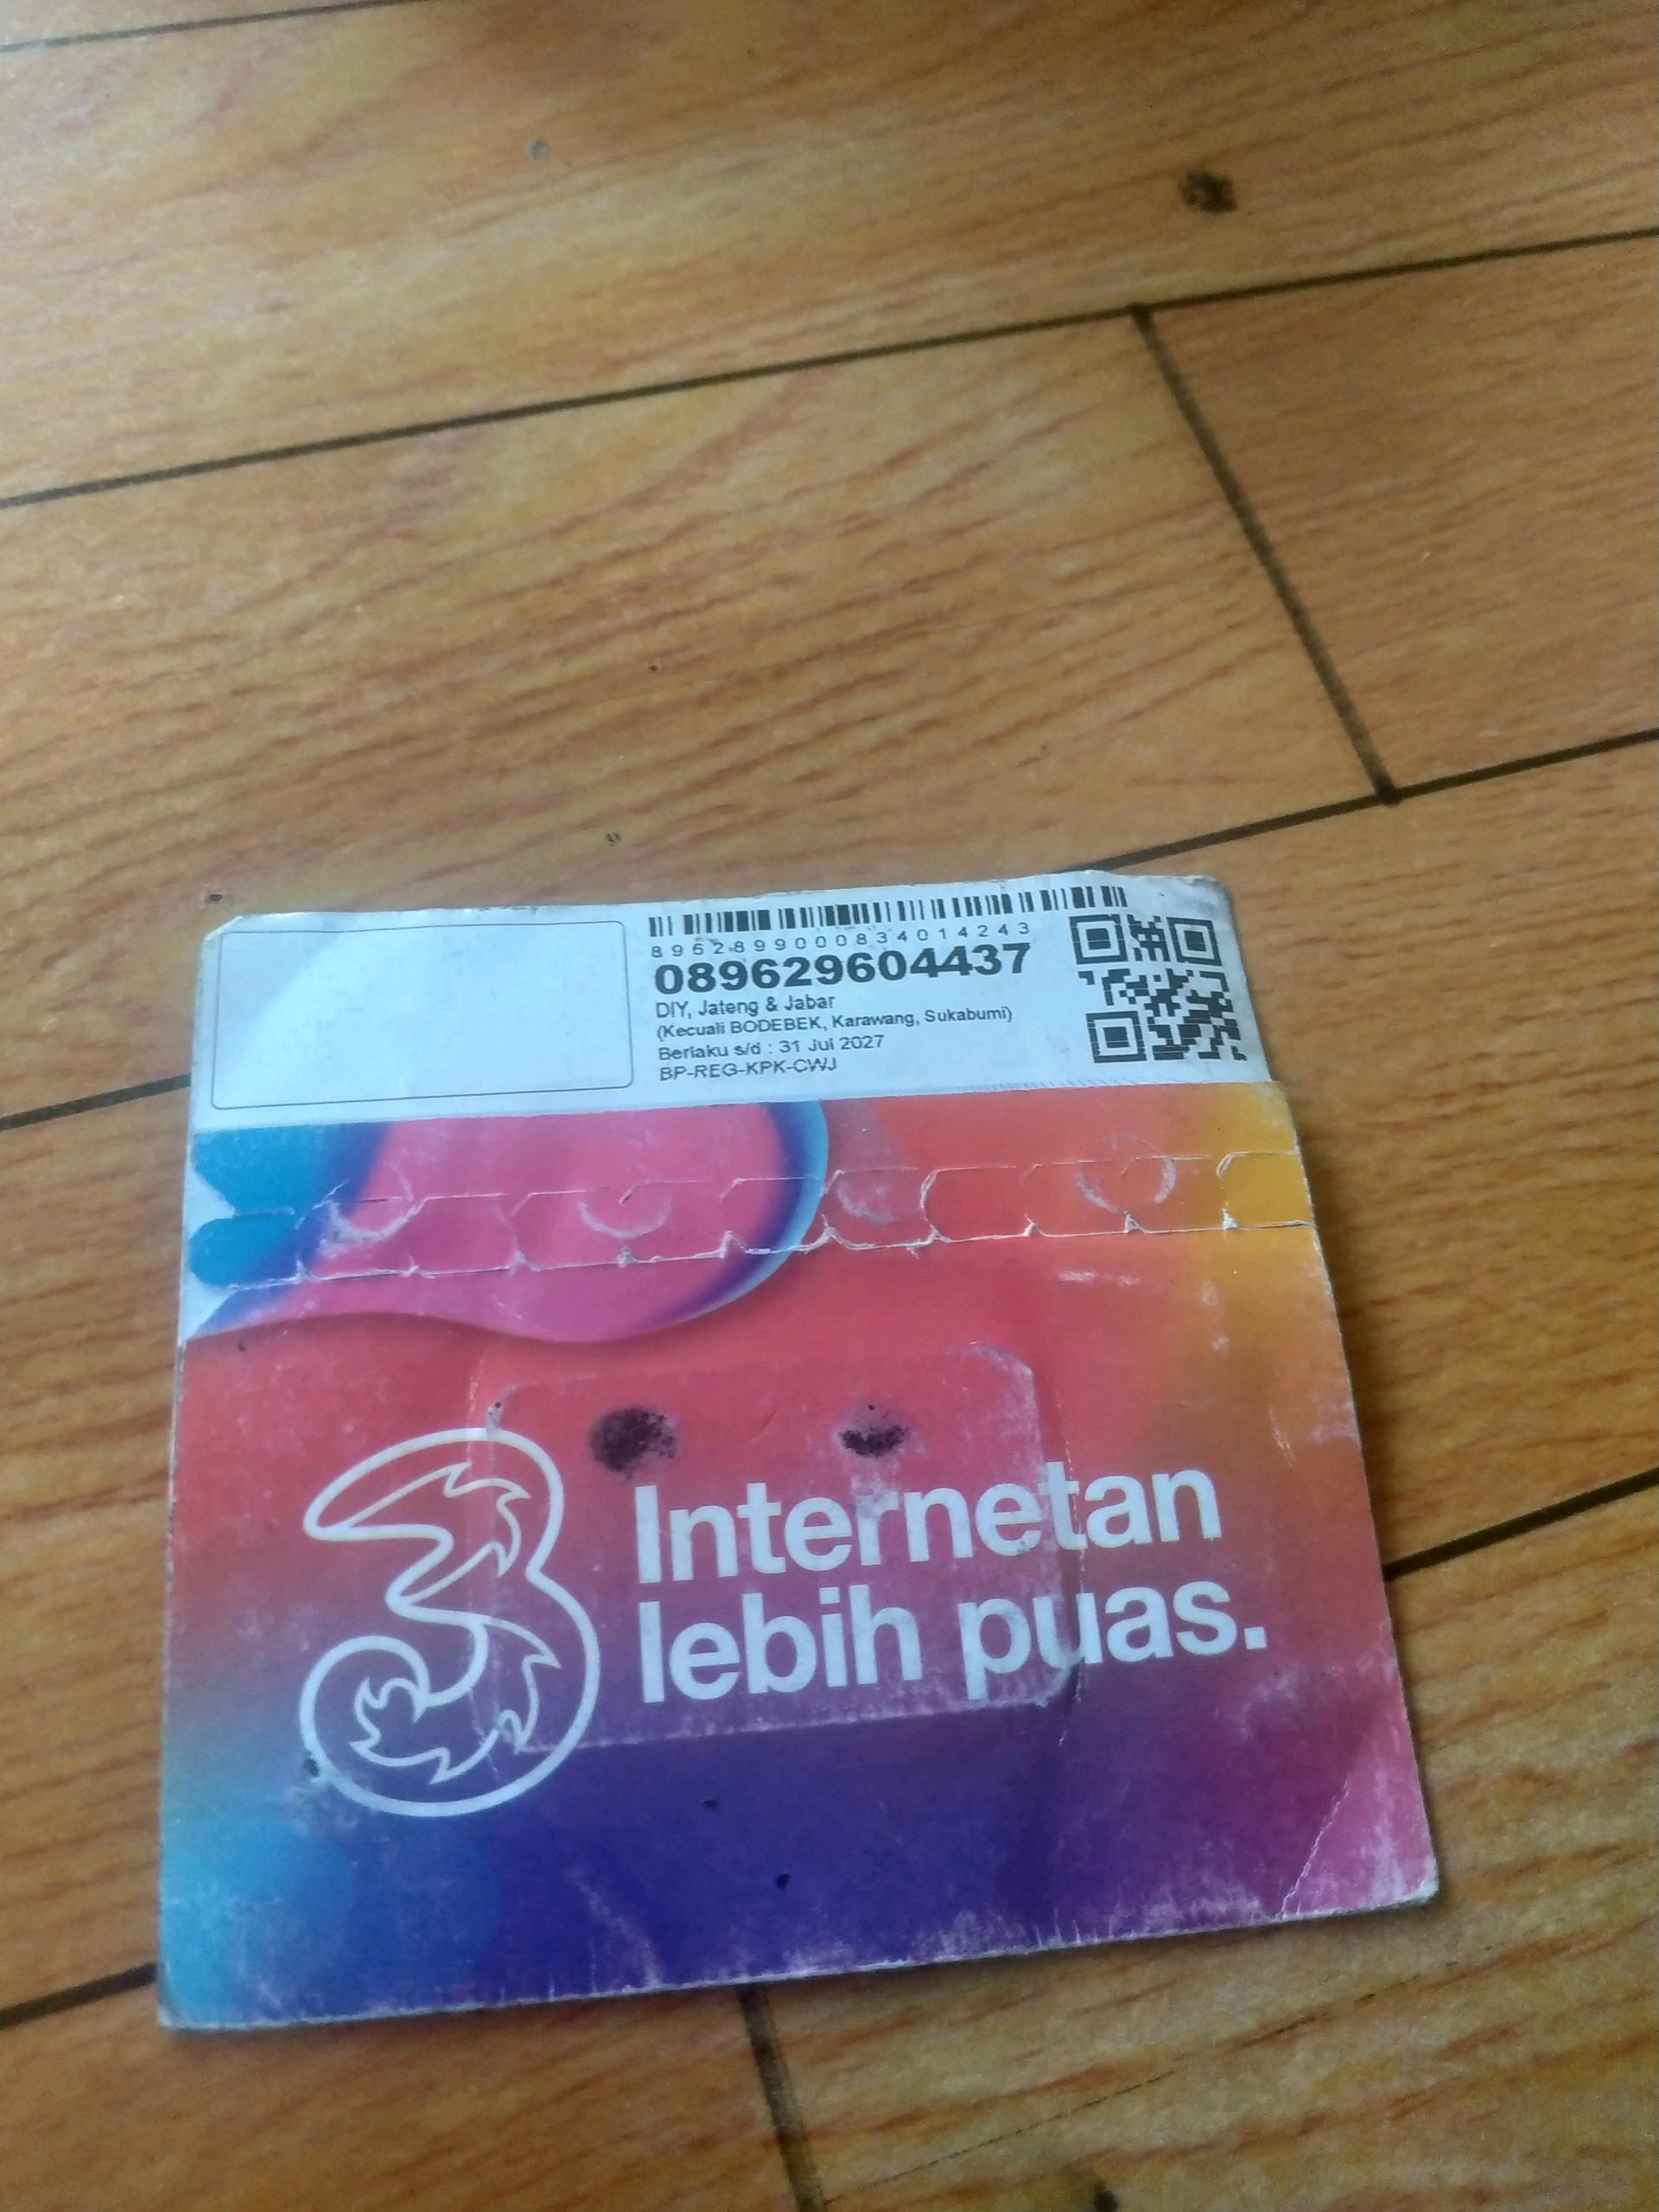 8962899000834014243
089629604437
DIY, Jateng & Jabar
(Kecuali BODEBEK, Karawang, Sukabumi)
Berlaku s/d : 31 Jul 2027
BP-REG-KPK-CWJ
3
Internetan
lebih puas.